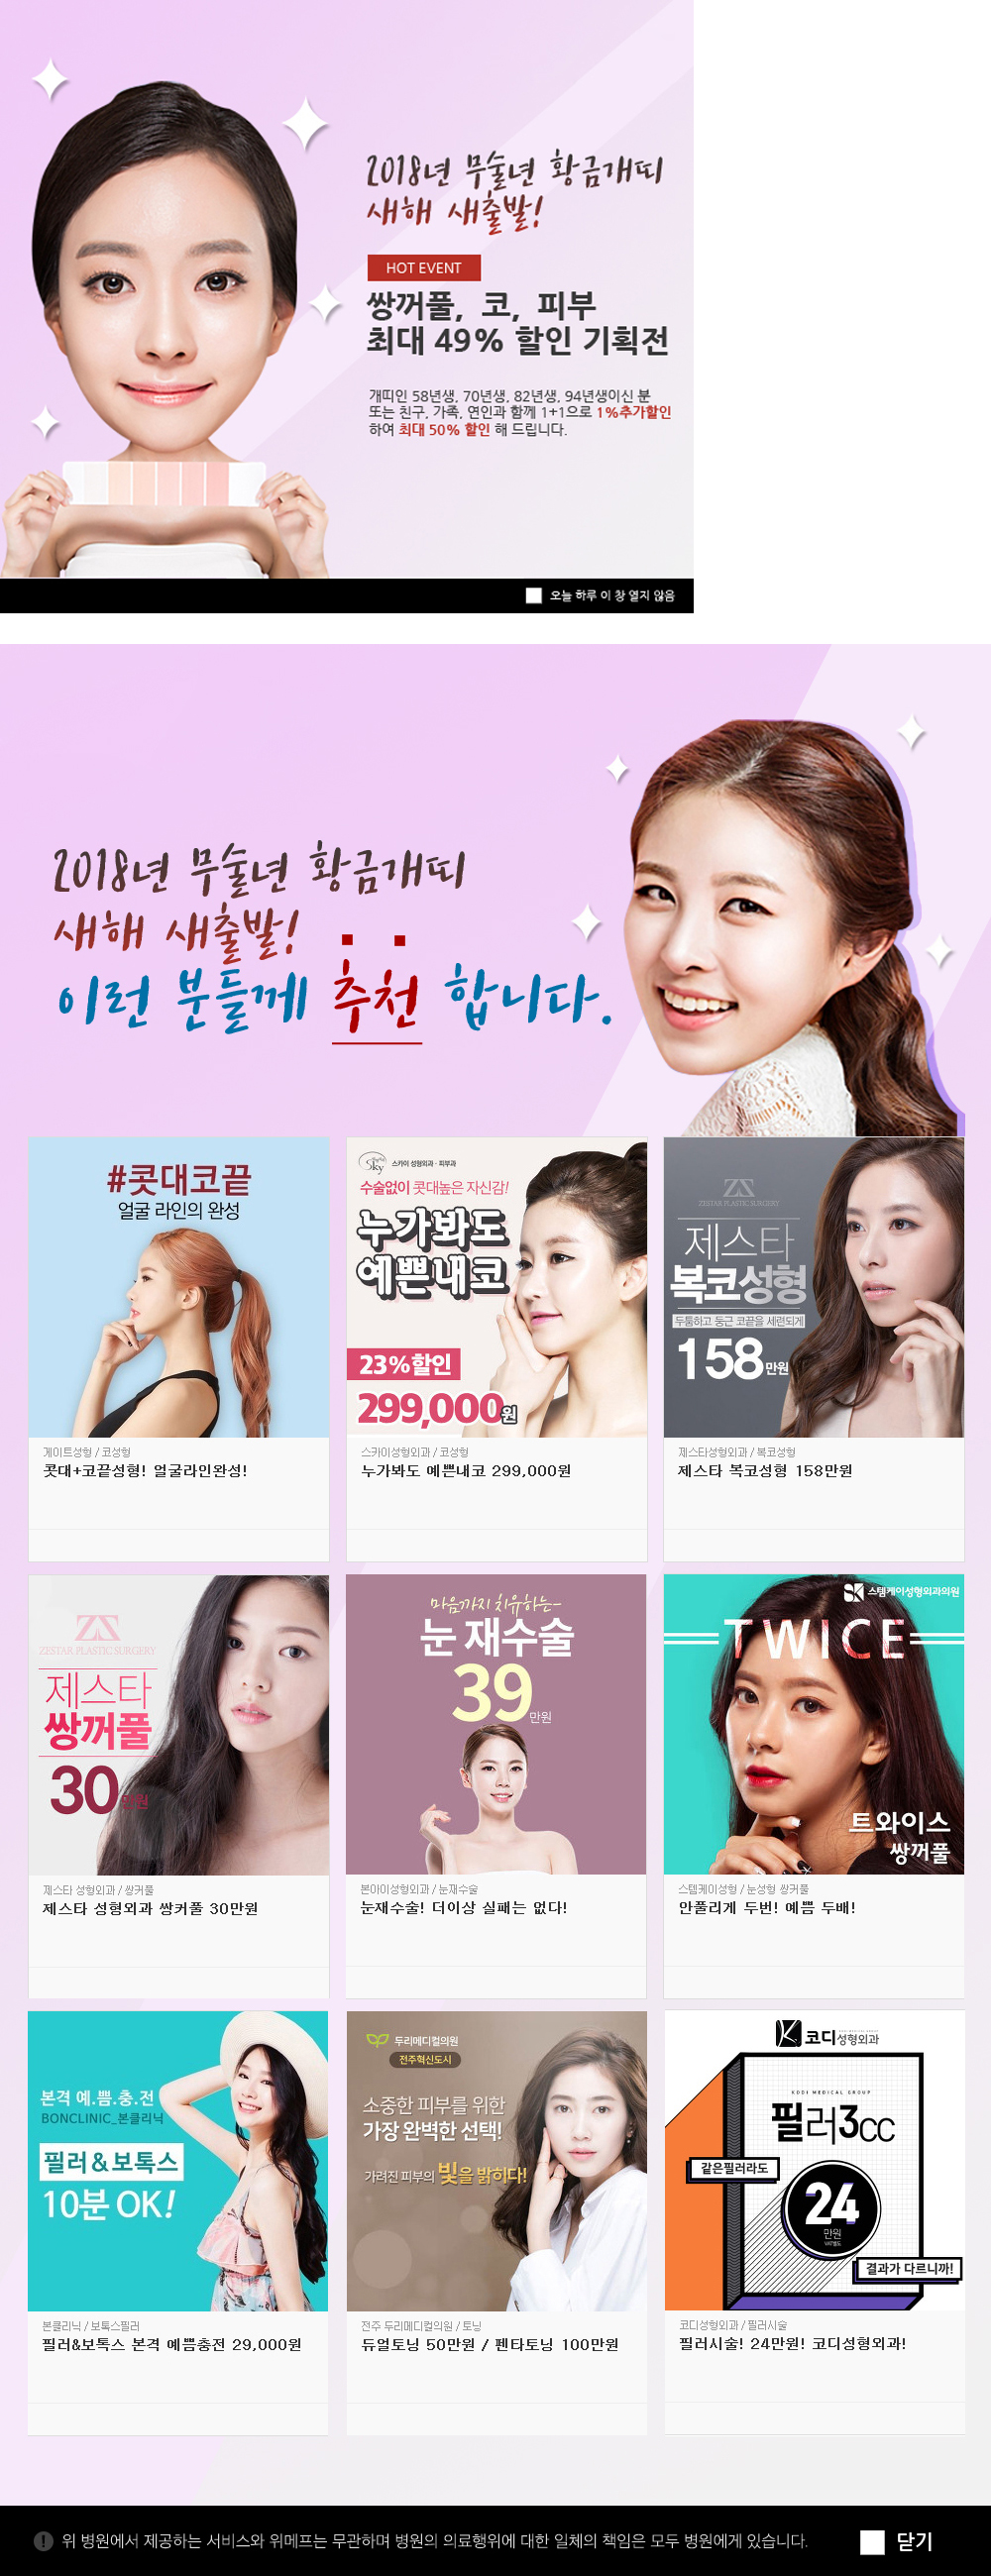 2018년 무술년 황금개띠
새해 새출발!
HOT EVENT
쌍꺼풀, 코, 피부
최대 49% 할인 기획전
개띠인 58년생, 70년생, 82년생, 94년생이신 분
또는 친구, 가족, 연인과 함께 1+1으로 1%추가할인
하여 최대 50% 할인 해 드립니다.
오늘 하루 이 창 열지 않음
2018년 무술년 황금개띠
새해 새출발!
이런 분들께 추천 합니다.
#콧대코끝
얼굴 라인의 완성
게이트성형 / 코성형
콧대+코끝성형! 얼굴라인완성!
Sky
스카이 성형외과 · 피부과
수술없이 콧대높은 자신감!
누가봐도
예쁜내코
23%할인
299,000원
스카이성형외과 / 코성형
누가봐도 예쁜내코 299,000원
ZS
ZESTAR PLASTIC SURGERY
제스타
복코성형
두툼하고 둥근 코끝을 세련되게
158만원
제스타성형외과 / 복코성형
제스타 복코성형 158만원
ZS
ZESTAR PLASTIC SURGERY
제스타
쌍꺼풀
30만원
제스타 성형외과 / 쌍커풀
제스타 성형외과 쌍커풀 30만원
마음까지 치유하는~
눈 재수술
39만원
본아이성형외과 / 눈재수술
눈재수술! 더이상 실패는 없다!
스템케이성형외과의원
TWICE
트와이스
쌍꺼풀
스템케이성형 / 눈성형 쌍커풀
안풀리게 두번! 예쁨 두배!
본격 예.쁨.충.전
BONCLINIC_본클리닉
필러&보톡스
10분 OK!
본클리닉 / 보톡스필러
필러&보톡스 본격 예쁨충전 29,000원
두리메디컬의원
전주혁신도시
소중한 피부를 위한
가장 완벽한 선택!
가려진 피부의 빛을 밝히다!
전주 두리메디컬의원 / 토닝
듀얼토닝 50만원 / 펜타토닝 100만원
코디성형외과
KODI MEDICAL GROUP
필러3cc
같은필러라도
24
만원
VAT별도
결과가 다르니까!
코디성형외과 / 필러시술
필러시술! 24만원! 코디성형외과!
위 병원에서 제공하는 서비스와 위메프는 무관하며 병원의 의료행위에 대한 일체의 책임은 모두 병원에게 있습니다.
닫기